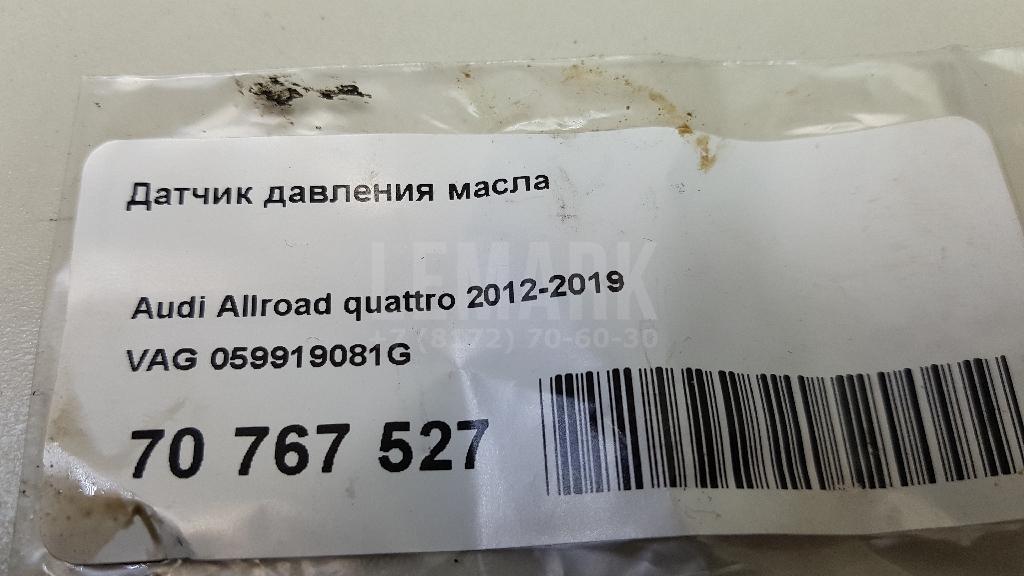 Датчик давления масла
LEMARK
Audi Allroad quattro 2012-2019
+7 (8172) 70-60-30
VAG 059919081G
70 767 527